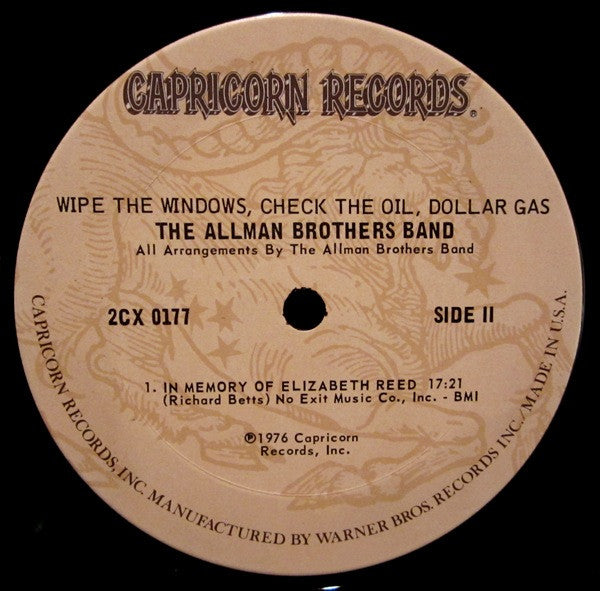 CAPRICORN RECORDS®
WIPE THE WINDOWS, CHECK THE OIL, DOLLAR GAS
THE ALLMAN BROTHERS BAND
All Arrangements By The Allman Brothers Band
2CX 0177
SIDE II
1. IN MEMORY OF ELIZABETH REED 17:21
(Richard Betts) No Exit Music Co., Inc. - BMI
℗1976 Capricorn
Records, Inc.
CAPRICORN RECORDS, INC. MANUFACTURED BY WARNER BROS. RECORDS INC. MADE IN U.S.A.